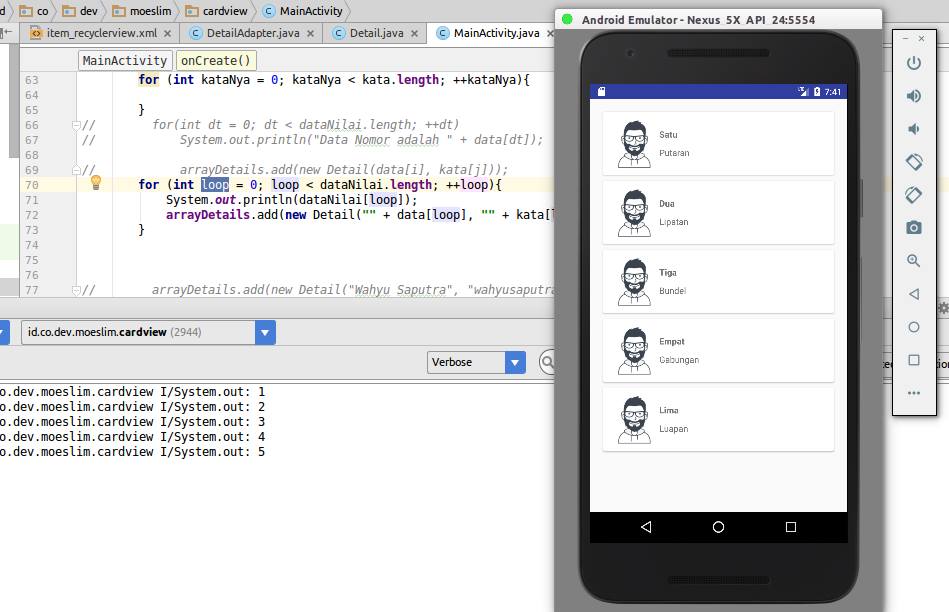 d co dev moeslim cardview MainActivity
item_recyclerview.xml DetailAdapter.java Detail.java MainActivity.java
MainActivity onCreate()
63 for (int kataNya = 0; kataNya < kata.length; ++kataNya){
64
65 }
66 // for(int dt = 0; dt < dataNilai.length; ++dt)
67 // System.out.println("Data Nomor adalah " + data[dt]);
68
69 // arrayDetails.add(new Detail(data[i], kata[j]));
70 for (int loop = 0; loop < dataNilai.length; ++loop){
71 System.out.println(dataNilai[loop]);
72 arrayDetails.add(new Detail("" + data[loop], "" + kata[l
73 }
74
75
76
77 // arrayDetails.add(new Detail("Wahyu Saputra", "wahyusaputra
id.co.dev.moeslim.cardview (2944)
Verbose
o.dev.moeslim.cardview I/System.out: 1
o.dev.moeslim.cardview I/System.out: 2
o.dev.moeslim.cardview I/System.out: 3
o.dev.moeslim.cardview I/System.out: 4
o.dev.moeslim.cardview I/System.out: 5
Android Emulator - Nexus_5X_API_24:5554
7:41
Satu
Putaran
Dua
Lipatan
Tiga
Bundel
Empat
Gabungan
Lima
Luapan